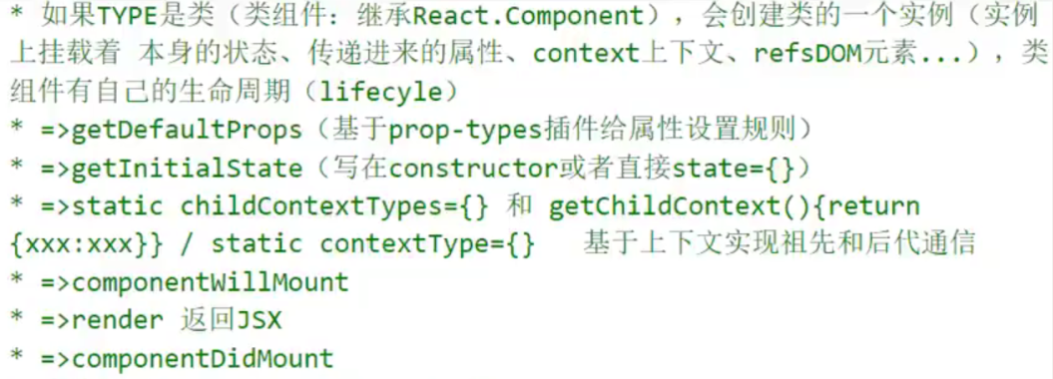 * 如果TYPE是类（类组件：继承React.Component），会创建类的一个实例（实例
上挂载着 本身的状态、传递进来的属性、context上下文、refsDOM元素...），类
组件有自己的生命周期（lifecyle）
* =>getDefaultProps（基于prop-types插件给属性设置规则）
* =>getInitialState（写在constructor或者直接state={}）
* =>static childContextTypes={} 和 getChildContext(){return
{xxx:xxx}} / static contextType={} 基于上下文实现祖先和后代通信
* =>componentWillMount
* =>render 返回JSX
* =>componentDidMount